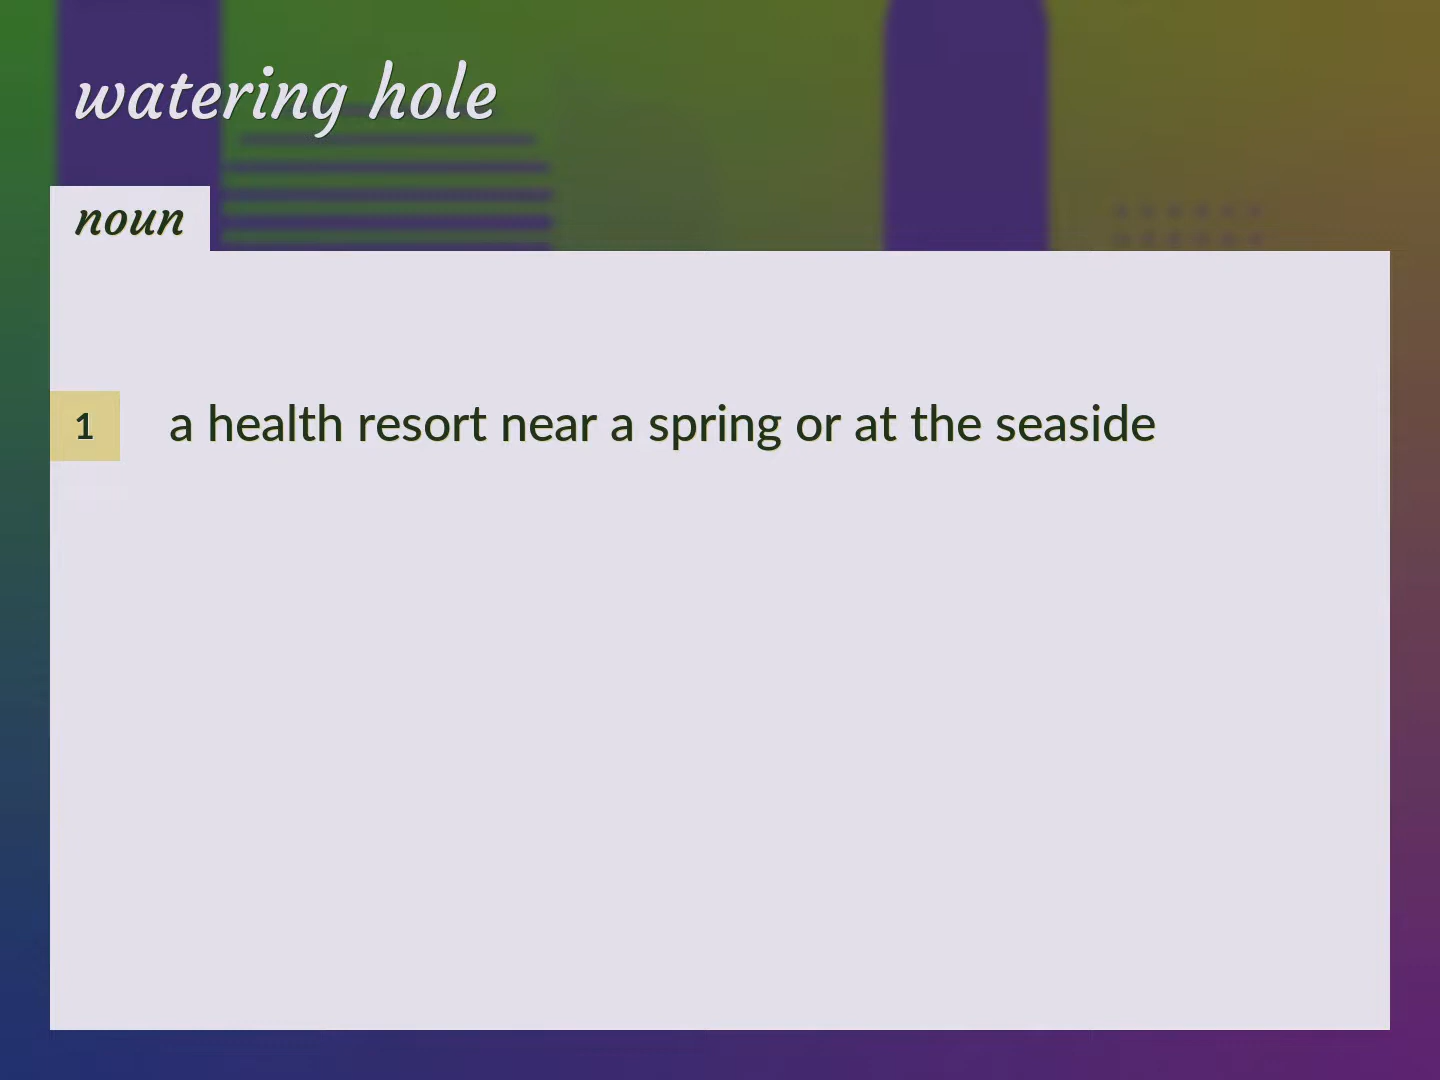 watering hole
noun
1 a health resort near a spring or at the seaside